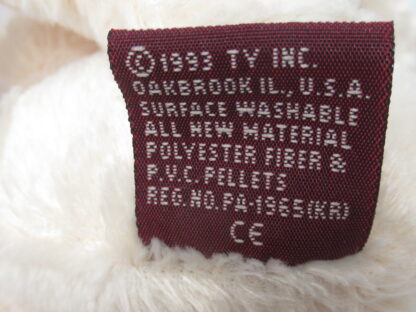 © 1993 TY INC.
OAKBROOK IL., U.S.A.
SURFACE WASHABLE
ALL NEW MATERIAL
POLYESTER FIBER &
P.V.C. PELLETS
REG.NO.PA-1965(KR)
CE